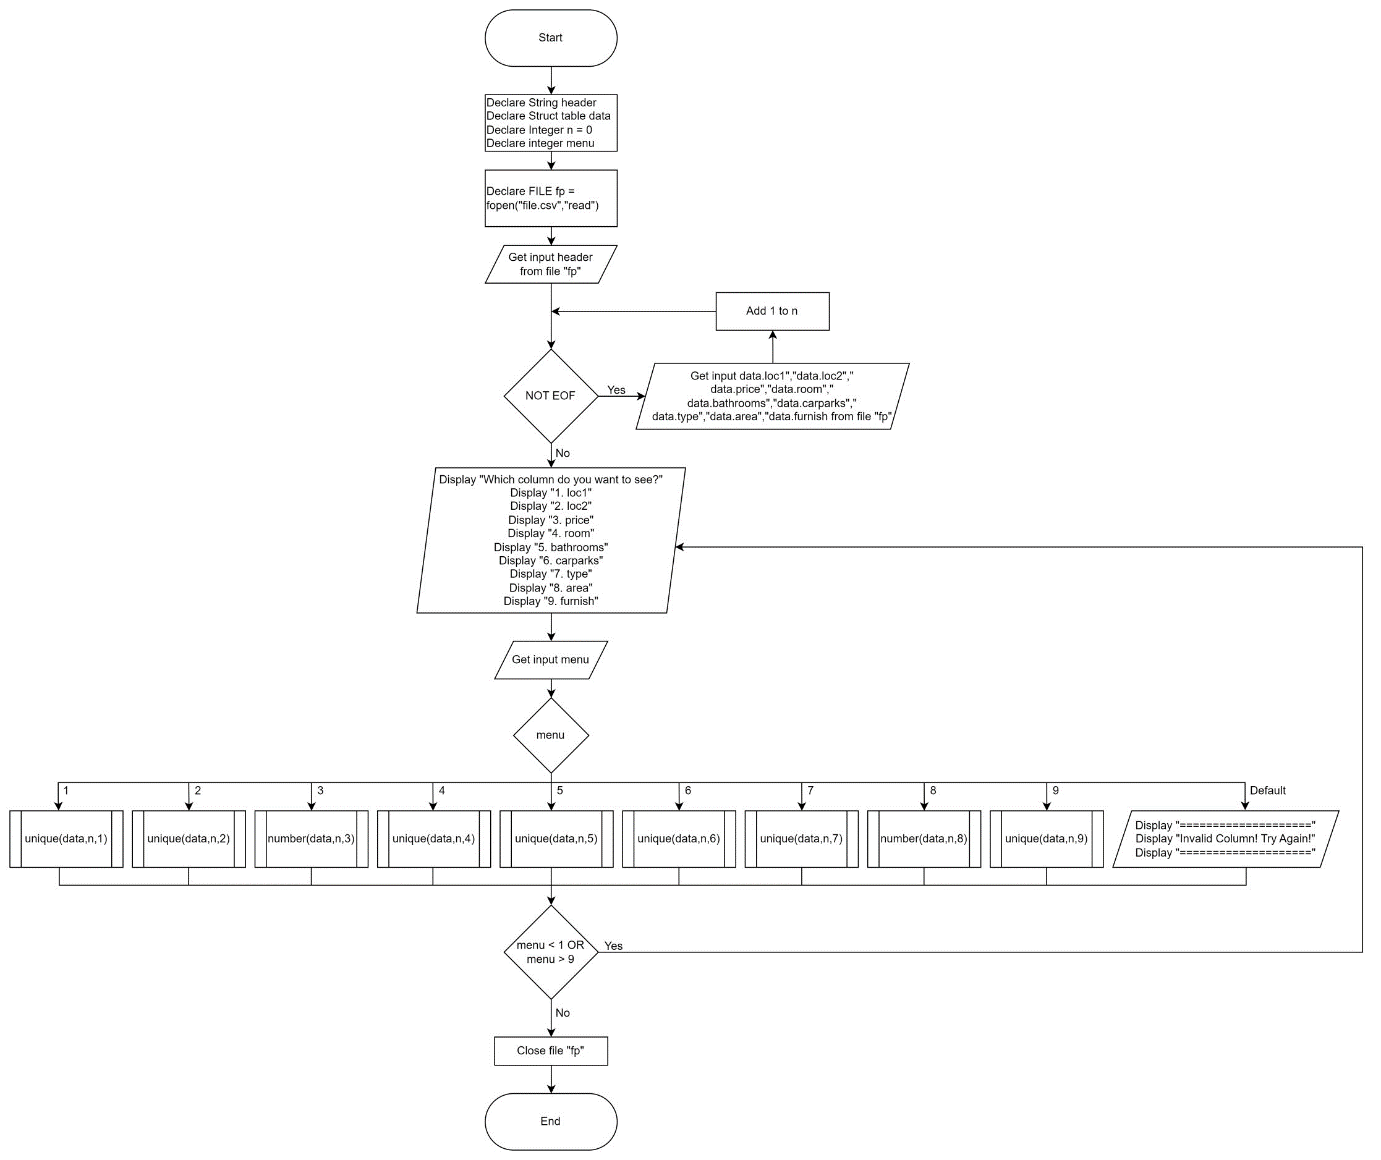 Start
Declare String header
Declare Struct table data
Declare Integer n = 0
Declare integer menu
Declare FILE fp =
fopen("file.csv","read")
Get input header
from file "fp"
Add 1 to n
NOT EOF
Yes
Get input data.loc1","data.loc2","
data.price","data.room","
data.bathrooms","data.carparks","
data.type","data.area","data.furnish from file "fp"
No
Display "Which column do you want to see?"
Display "1. loc1"
Display "2. loc2"
Display "3. price"
Display "4. room"
Display "5. bathrooms"
Display "6. carparks"
Display "7. type"
Display "8. area"
Display "9. furnish"
Get input menu
menu
1
2
3
4
5
6
7
8
9
Default
unique(data,n,1)
unique(data,n,2)
number(data,n,3)
unique(data,n,4)
unique(data,n,5)
unique(data,n,6)
unique(data,n,7)
number(data,n,8)
unique(data,n,9)
Display "===================="
Display "Invalid Column! Try Again!"
Display "===================="
menu < 1 OR
menu > 9
Yes
No
Close file "fp"
End